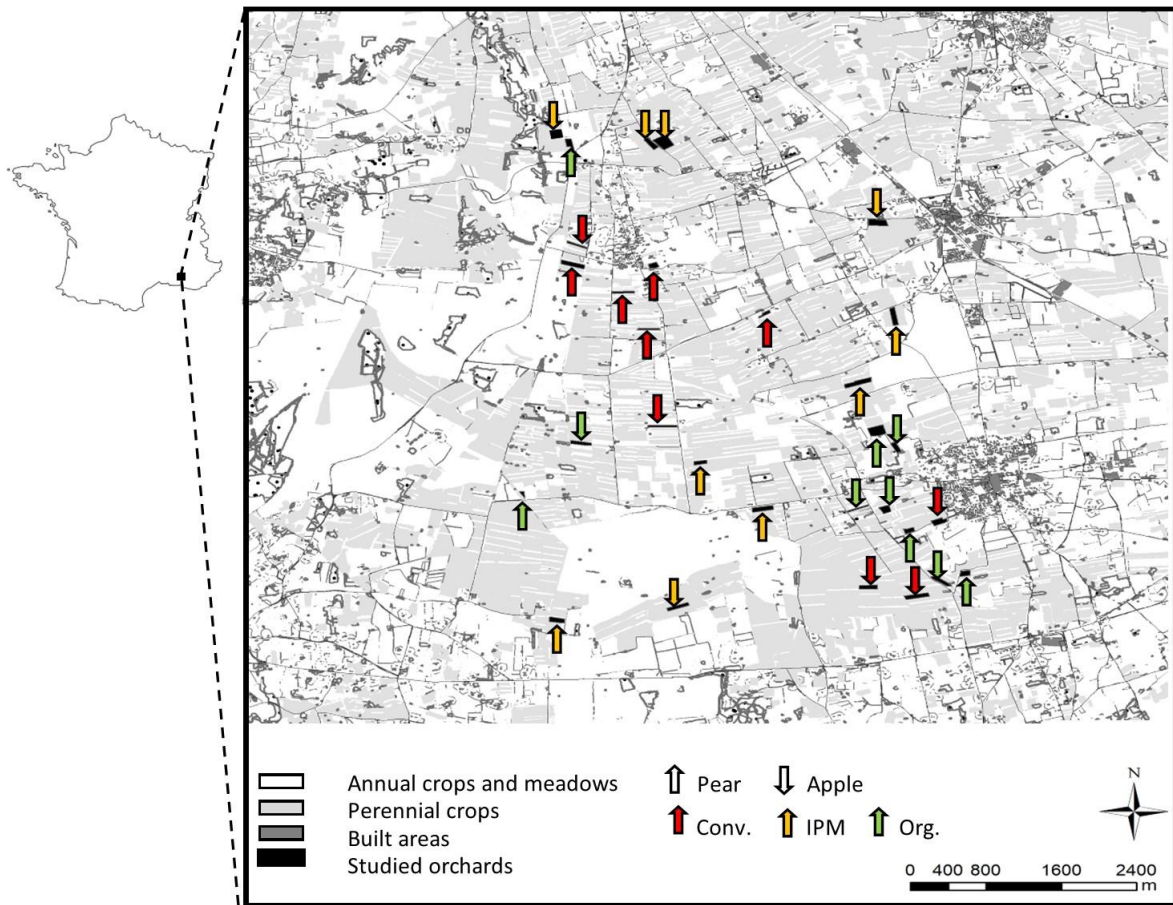 Annual crops and meadows
Perennial crops
Built areas
Studied orchards
Pear
Apple
Conv.
IPM
Org.
N
0 400 800 1600 2400
m